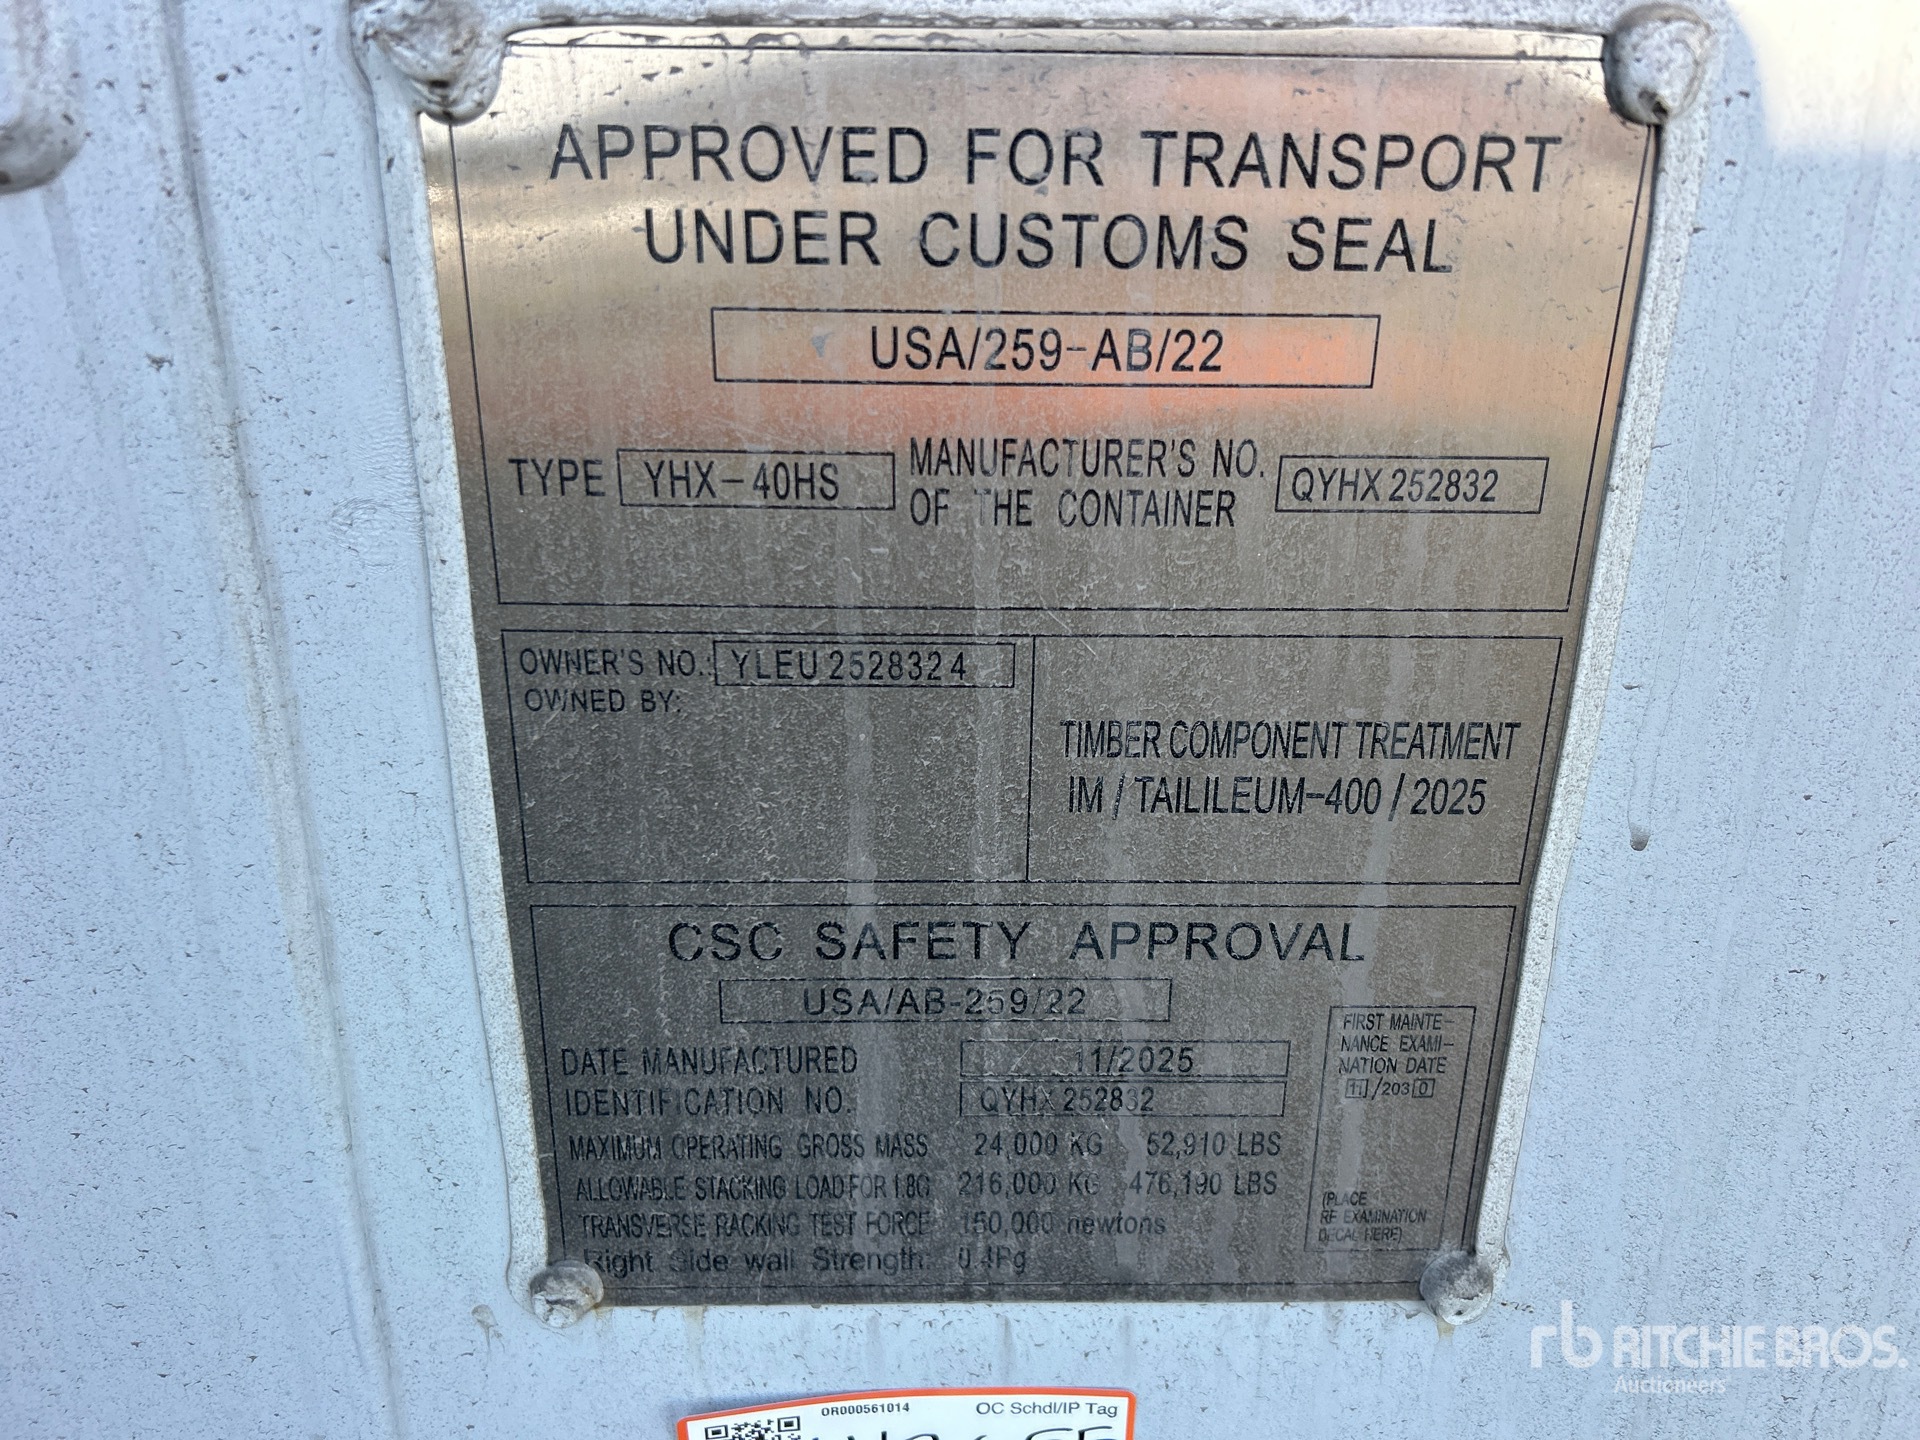 APPROVED FOR TRANSPORT
UNDER CUSTOMS SEAL
USA/259-AB/22
TYPE YHX-40HS MANUFACTURER'S NO. OF THE CONTAINER QYHX 252832
OWNER'S NO.: YLEU 2528324
OWNED BY:
TIMBER COMPONENT TREATMENT
IM / TAILILEUM-400 / 2025
CSC SAFETY APPROVAL
USA/AB-259/22
DATE MANUFACTURED 11/2025
IDENTIFICATION NO. QYHX 252832
MAXIMUM OPERATING GROSS MASS 24,000 KG 52,910 LBS
ALLOWABLE STACKING LOAD FOR 1.8G 216,000 KG 476,190 LBS
TRANSVERSE RACKING TEST FORCE 150,000 newtons
Right Side wall Strength: 0.4Pg
FIRST MAINTE-
NANCE EXAMI-
NATION DATE
11/2030
(PLACE
RE EXAMINATION
DECAL HERE)
OR000561014 OC Schdl/IP Tag
rb RITCHIE BROS.
Auctioneers